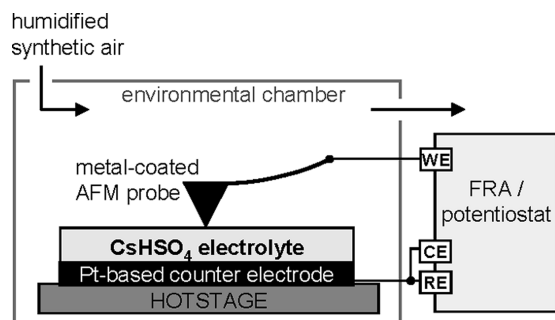 humidified
synthetic air
environmental chamber
metal-coated
AFM probe
WE
FRA /
potentiostat
CsHSO₄ electrolyte
CE
Pt-based counter electrode
RE
HOTSTAGE